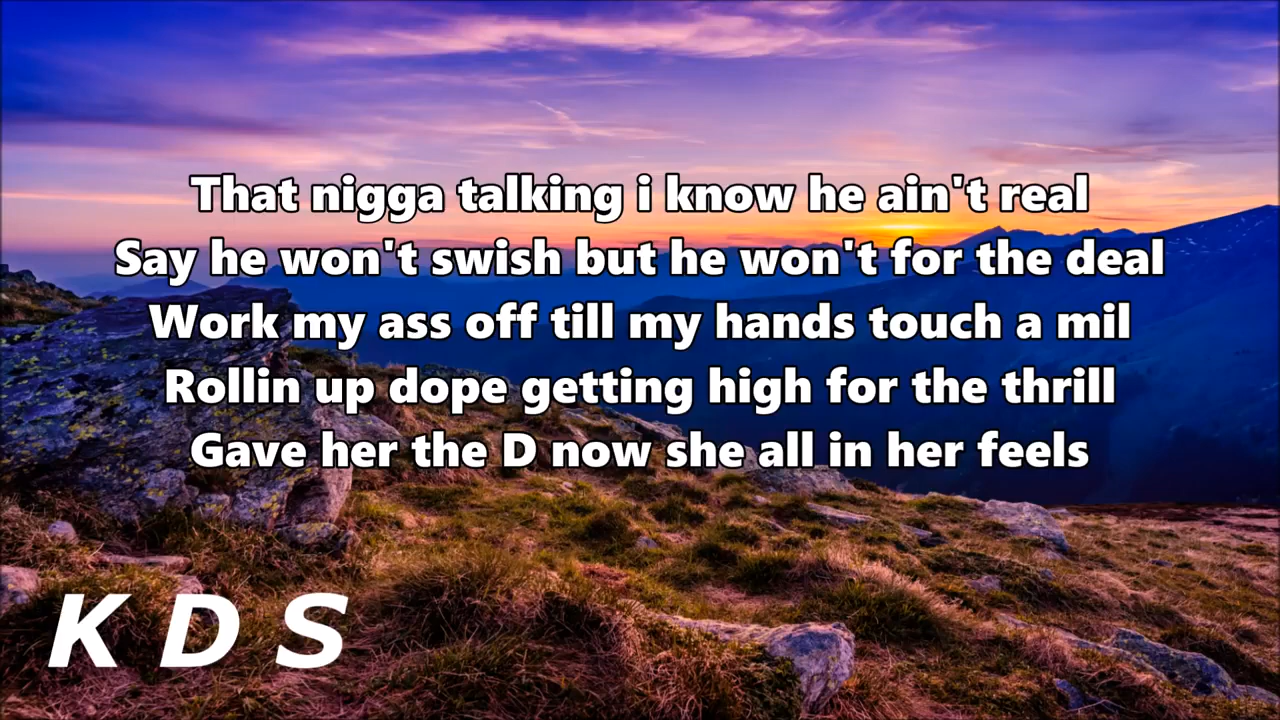 That nigga talking i know he ain't real
Say he won't swish but he won't for the deal
Work my ass off till my hands touch a mil
Rollin up dope getting high for the thrill
Gave her the D now she all in her feels
K D S